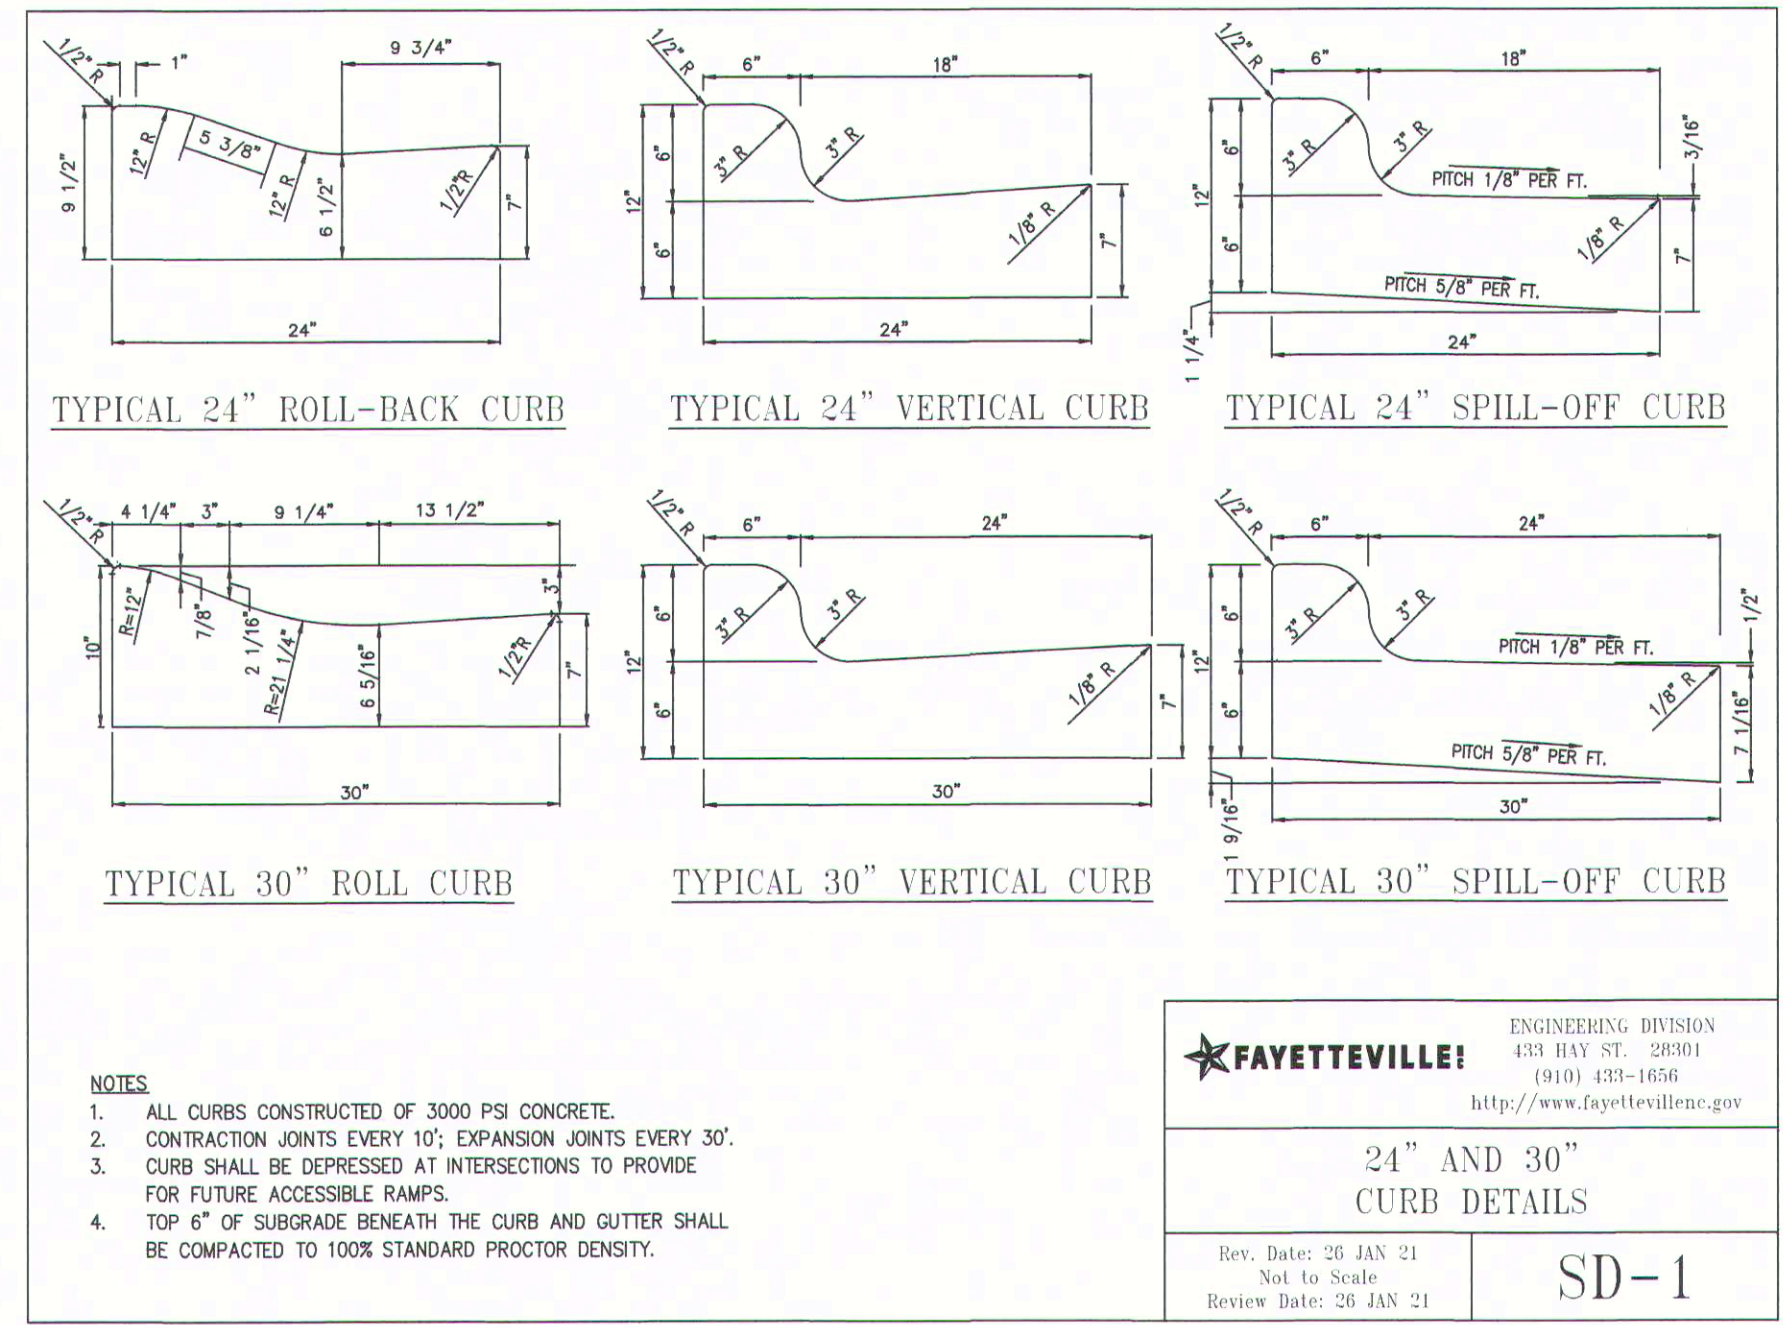 1/2" R
1"
9 3/4"
9 1/2"
12" R
5 3/8"
12" R
6 1/2"
1/2"R
7"
24"
TYPICAL 24" ROLL-BACK CURB
1/2" R
6"
18"
12"
6"
6"
3" R
3" R
1/8" R
7"
24"
TYPICAL 24" VERTICAL CURB
1/2" R
6"
18"
12"
6"
6"
3" R
3" R
PITCH 1/8" PER FT.
3/16"
1/8" R
7"
PITCH 5/8" PER FT.
1 1/4"
24"
TYPICAL 24" SPILL-OFF CURB
1/2" R
4 1/4"
3"
9 1/4"
13 1/2"
10"
R=12"
7/8"
2 1/16"
R=21 1/4"
6 5/16"
3"
1/2"R
7"
30"
TYPICAL 30" ROLL CURB
1/2" R
6"
24"
12"
6"
6"
3" R
3" R
1/8" R
7"
30"
TYPICAL 30" VERTICAL CURB
1/2" R
6"
24"
12"
6"
6"
3" R
3" R
PITCH 1/8" PER FT.
1/2"
1/8" R
7 1/16"
PITCH 5/8" PER FT.
1 9/16"
30"
TYPICAL 30" SPILL-OFF CURB
NOTES
1. ALL CURBS CONSTRUCTED OF 3000 PSI CONCRETE.
2. CONTRACTION JOINTS EVERY 10'; EXPANSION JOINTS EVERY 30'.
3. CURB SHALL BE DEPRESSED AT INTERSECTIONS TO PROVIDE
FOR FUTURE ACCESSIBLE RAMPS.
4. TOP 6" OF SUBGRADE BENEATH THE CURB AND GUTTER SHALL
BE COMPACTED TO 100% STANDARD PROCTOR DENSITY.
FAYETTEVILLE!
ENGINEERING DIVISION
433 HAY ST. 28301
(910) 433-1656
http://www.fayettevillenc.gov
24" AND 30"
CURB DETAILS
Rev. Date: 26 JAN 21
Not to Scale
Review Date: 26 JAN 21
SD-1